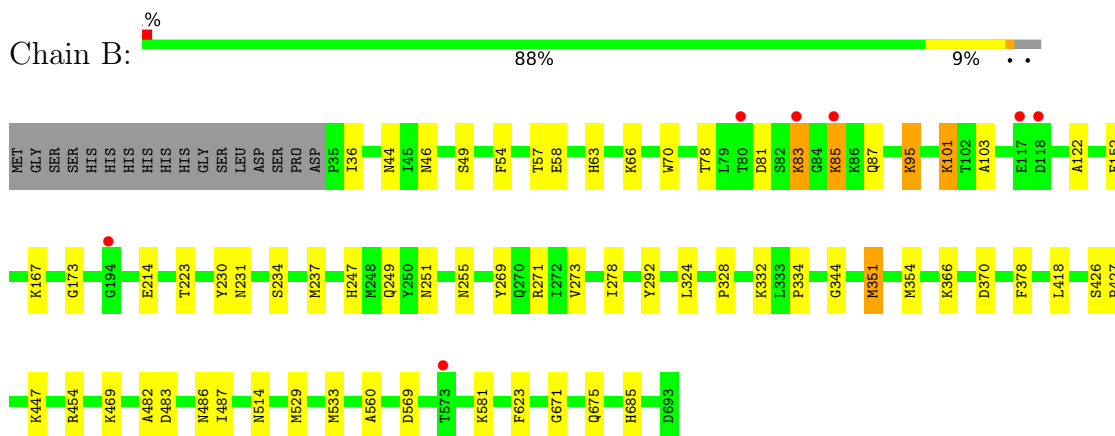 %
Chain B:
88% 9% • •
MET GLY SER SER HIS HIS HIS HIS HIS HIS GLY SER LEU ASP SER PRO ASP P35 I36 N44 I45 N46 S49 F54 T57 E58 H63 K66 W70 T78 L79 T80 D81 S82 K83 G84 K85 K86 Q87 K95 K101 T102 A103 E117 D118 A122
K167 G173 G194 E214 T223 Y230 N231 S234 M237 H247 M248 Q249 Y250 N251 N255 Y269 Q270 R271 I272 V273 I278 Y292 L324 P328 K332 L333 P334 G344 M351 M354 K366 D370 F378 L418 S426
K447 R454 K469 A482 D483 N486 I487 N514 M529 M533 A560 D569 T573 K581 F623 G671 Q675 H685 D693